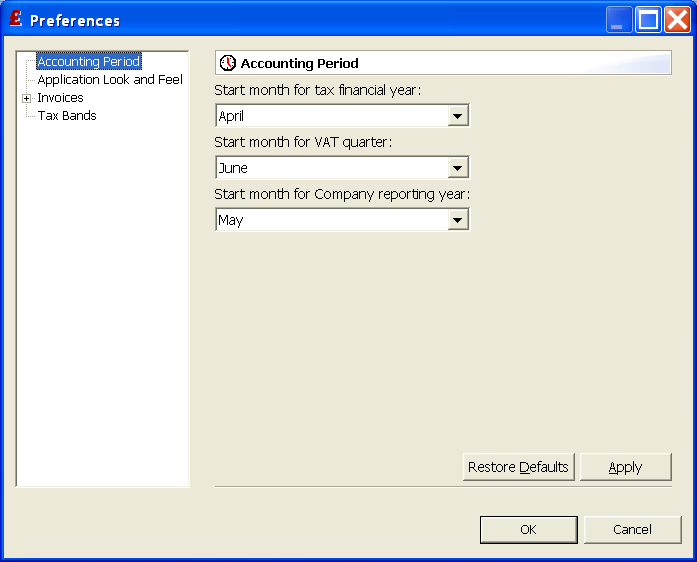 £ Preferences
Accounting Period
Application Look and Feel
Invoices
Tax Bands
Accounting Period
Start month for tax financial year:
April
Start month for VAT quarter:
June
Start month for Company reporting year:
May
Restore Defaults
Apply
OK
Cancel